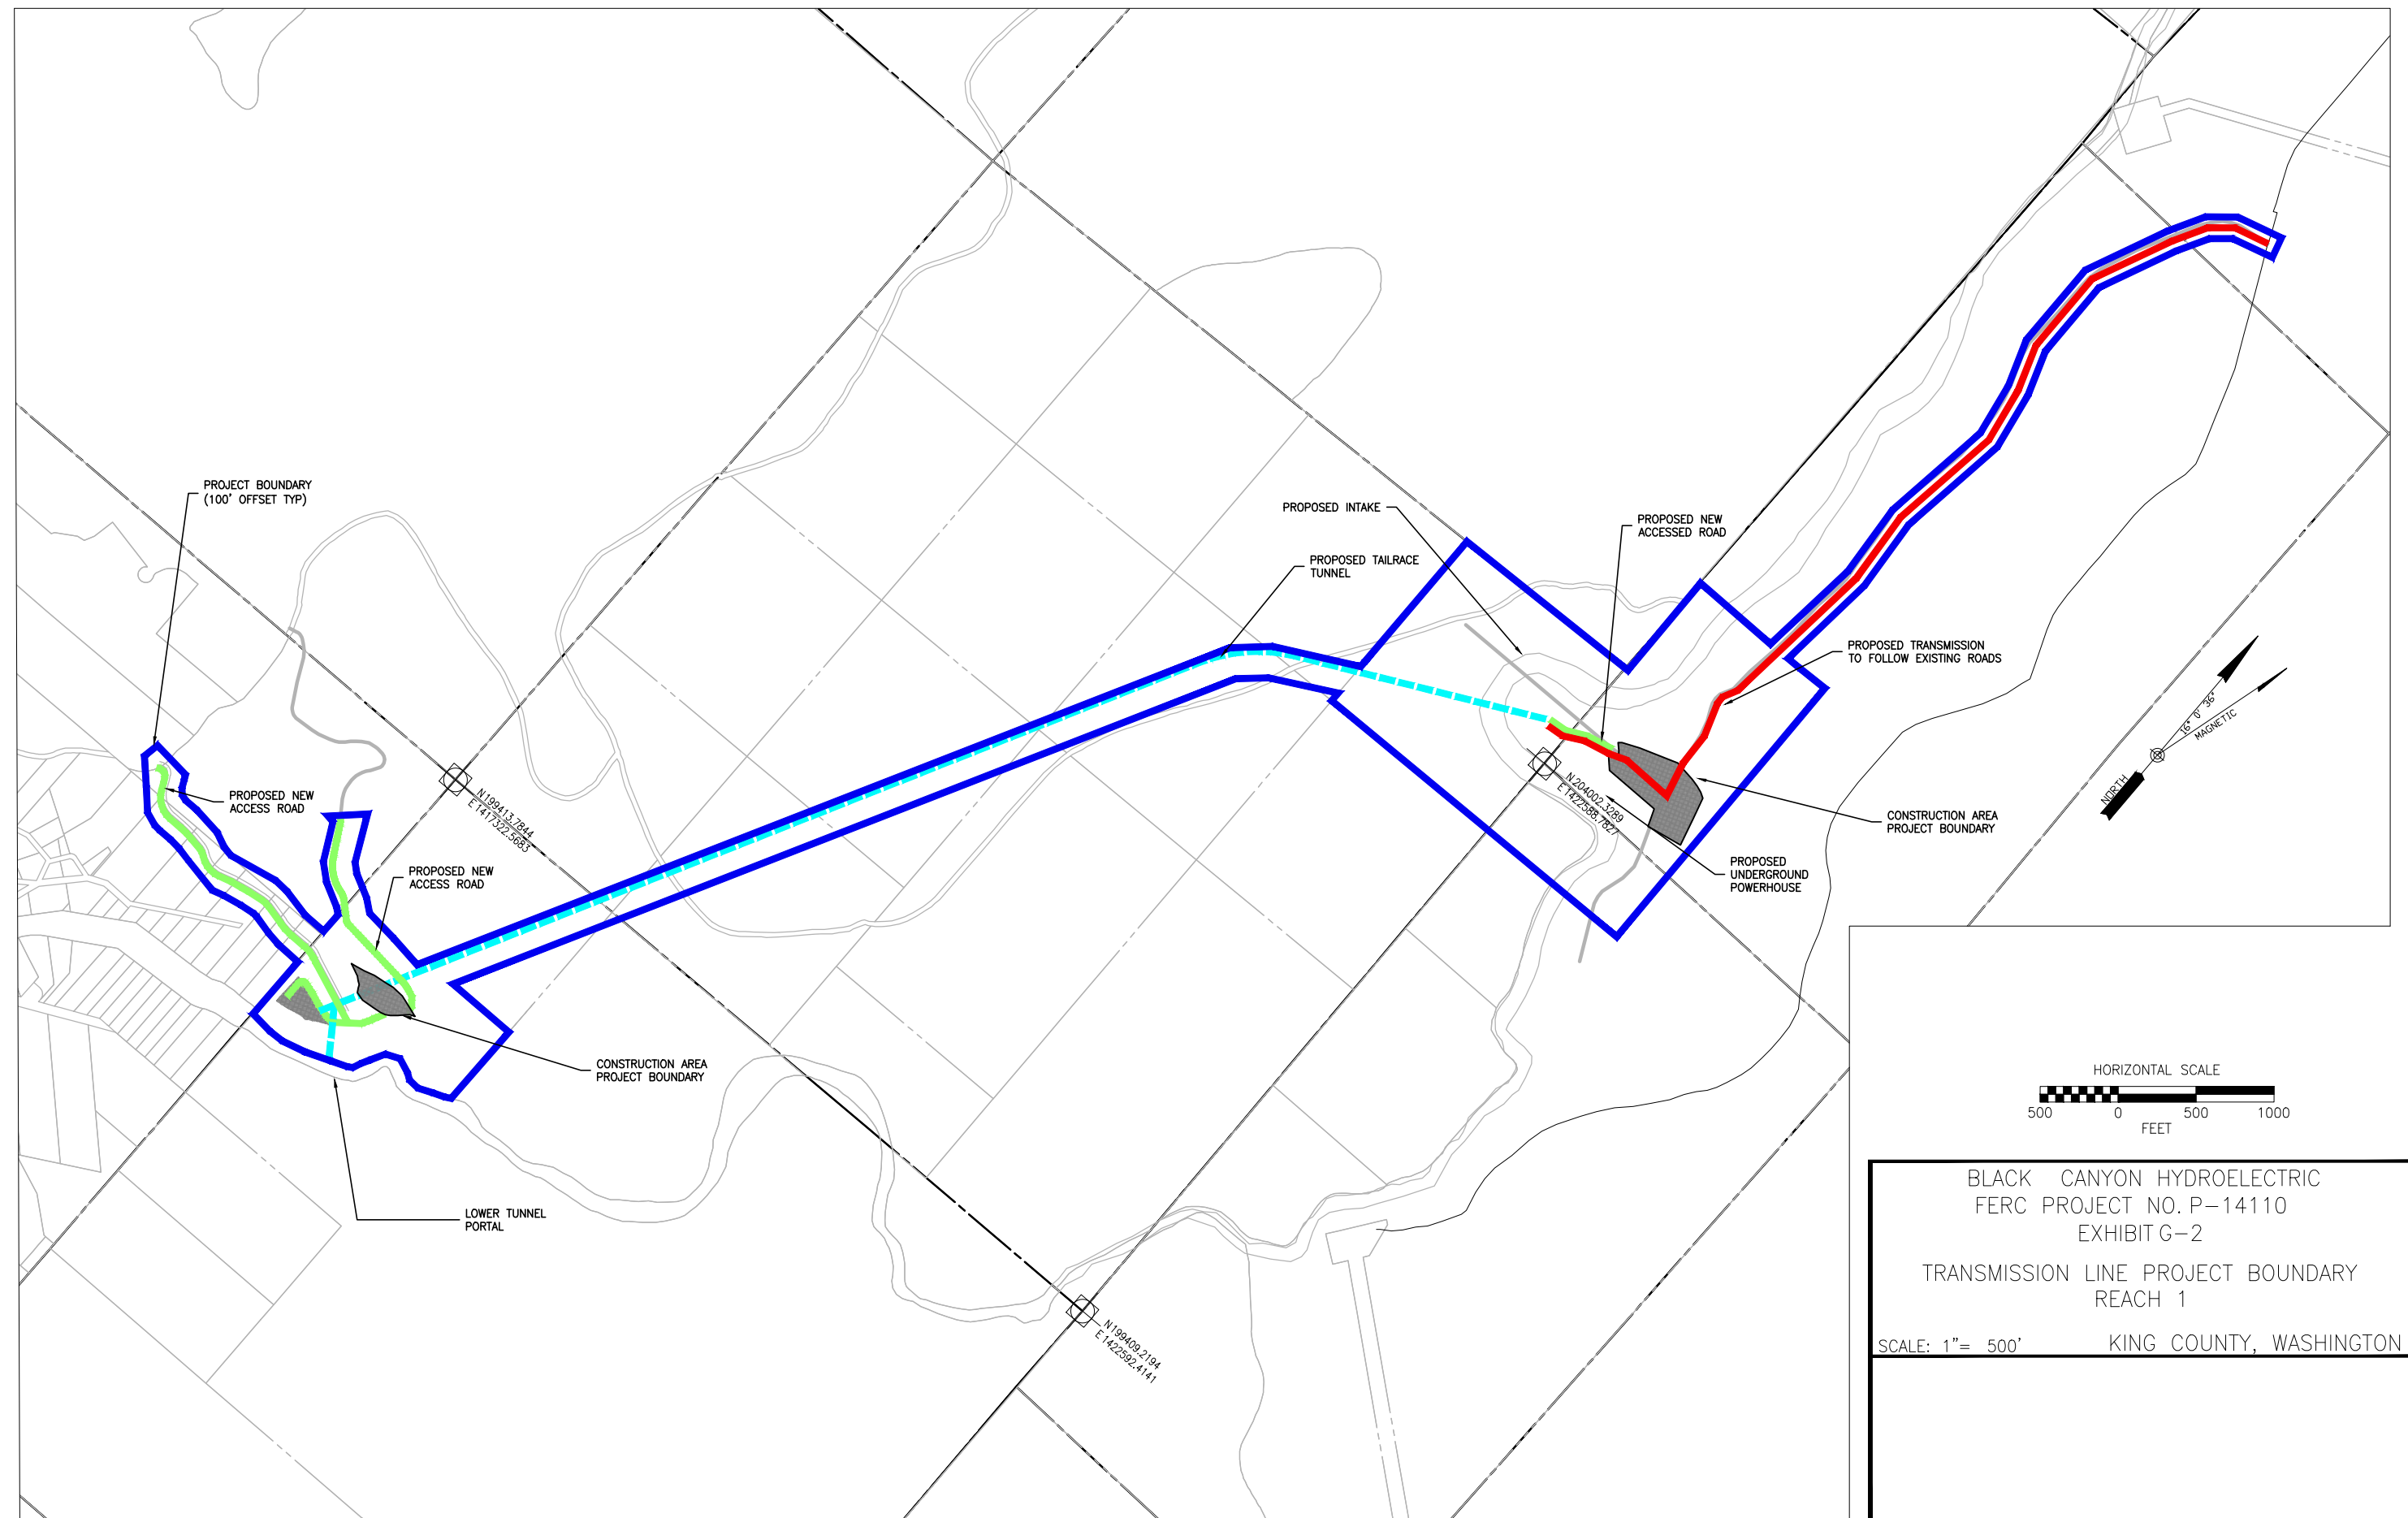 PROJECT BOUNDARY
(100' OFFSET TYP)
PROPOSED INTAKE
PROPOSED NEW
ACCESSED ROAD
PROPOSED TAILRACE
TUNNEL
PROPOSED TRANSMISSION
TO FOLLOW EXISTING ROADS
16° 0' 36"
MAGNETIC
NORTH
PROPOSED NEW
ACCESS ROAD
N199413.7844
E1417322.5683
N204002.3289
E1422588.7827
CONSTRUCTION AREA
PROJECT BOUNDARY
PROPOSED NEW
ACCESS ROAD
PROPOSED
UNDERGROUND
POWERHOUSE
CONSTRUCTION AREA
PROJECT BOUNDARY
LOWER TUNNEL
PORTAL
N199409.2194
E1422592.4141
HORIZONTAL SCALE
500 0 500 1000
FEET
BLACK CANYON HYDROELECTRIC
FERC PROJECT NO. P-14110
EXHIBIT G-2
TRANSMISSION LINE PROJECT BOUNDARY
REACH 1
SCALE: 1"= 500' KING COUNTY, WASHINGTON